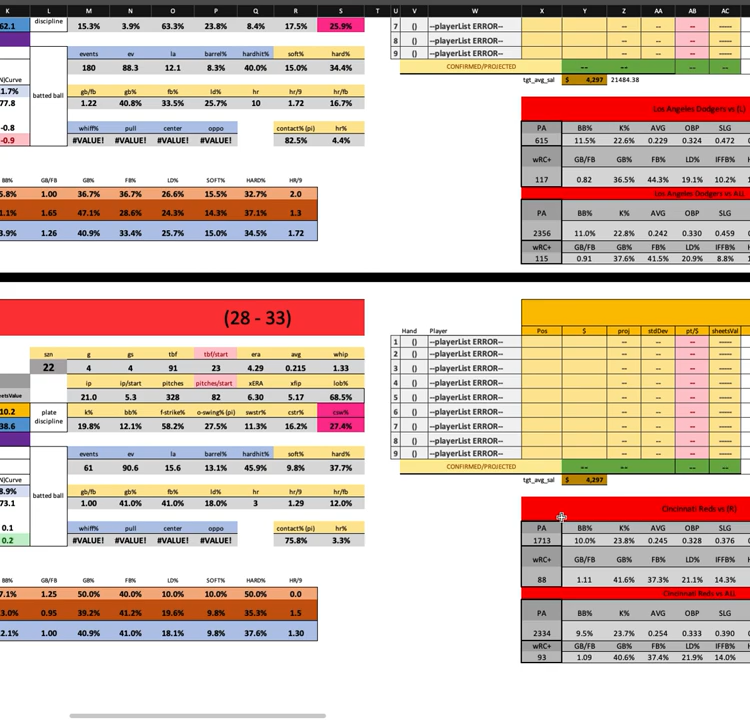 K L M N O P Q R S T U V W X Y Z AA AB AC
62.1 discipline 15.3% 3.9% 63.3% 23.8% 8.4% 17.5% 25.9% 7 () --playerList ERROR-- -- -- -- --
8 () --playerList ERROR-- -- -- -- --
events ev la barrel% hardhit% soft% hard% 9 () --playerList ERROR-- -- -- -- --
180 88.3 12.1 8.3% 40.0% 15.0% 34.4% CONFIRMED/PROJECTED -- --
N)Curve tgt_avg_sal $ 4,297 21484.38
1.7% gb/fb gb% fb% ld% hr hr/9 hr/fb
77.8 batted ball 1.22 40.8% 33.5% 25.7% 10 1.72 16.7% Los Angeles Dodgers vs (L)
-0.8 whiff% pull center oppo contact% (pi) hr% PA BB% K% AVG OBP SLG
-0.9 #VALUE! #VALUE! #VALUE! #VALUE! 82.5% 4.4% 615 11.5% 22.6% 0.229 0.324 0.472
wRC+ GB/FB GB% FB% LD% IFFB% H
BB% GB/FB GB% FB% LD% SOFT% HARD% HR/9 117 0.82 36.5% 44.3% 19.1% 10.2%
5.8% 1.00 36.7% 36.7% 26.6% 15.5% 32.7% 2.0 Los Angeles Dodgers vs ALL
1.1% 1.65 47.1% 28.6% 24.3% 14.3% 37.1% 1.3 PA BB% K% AVG OBP SLG
3.9% 1.26 40.9% 33.4% 25.7% 15.0% 34.5% 1.72 2356 11.0% 22.8% 0.242 0.330 0.459
wRC+ GB/FB GB% FB% LD% IFFB% H
115 0.91 37.6% 41.5% 20.9% 8.8%
(28 - 33)
Hand Player Pos $ proj stdDev pt/$ sheetsVal
szn g gs tbf tbf/start era avg whip 1 () --playerList ERROR-- -- -- -- --
22 4 4 91 23 4.29 0.215 1.33 2 () --playerList ERROR-- -- -- -- --
ip ip/start pitches pitches/start xERA xfip lob% 3 () --playerList ERROR-- -- -- -- --
eetsValue 21.0 5.3 328 82 6.30 5.17 68.5% 4 () --playerList ERROR-- -- -- -- --
10.2 plate discipline k% bb% f-strike% o-swing% (pi) swstr% cstr% csw% 5 () --playerList ERROR-- -- -- -- --
38.6 19.8% 12.1% 58.2% 27.5% 11.3% 16.2% 27.4% 6 () --playerList ERROR-- -- -- -- --
7 () --playerList ERROR-- -- -- -- --
8 () --playerList ERROR-- -- -- -- --
events ev la barrel% hardhit% soft% hard% 9 () --playerList ERROR-- -- -- -- --
61 90.6 15.6 13.1% 45.9% 9.8% 37.7% CONFIRMED/PROJECTED -- --
N)Curve tgt_avg_sal $ 4,297
8.9% gb/fb gb% fb% ld% hr hr/9 hr/fb
73.1 batted ball 1.00 41.0% 41.0% 18.0% 3 1.29 12.0% Cincinnati Reds vs (R)
0.1 whiff% pull center oppo contact% (pi) hr% PA BB% K% AVG OBP SLG
0.2 #VALUE! #VALUE! #VALUE! #VALUE! 75.8% 3.3% 1713 10.0% 23.8% 0.245 0.328 0.376
wRC+ GB/FB GB% FB% LD% IFFB% H
BB% GB/FB GB% FB% LD% SOFT% HARD% HR/9 88 1.11 41.6% 37.3% 21.1% 14.3%
7.1% 1.25 50.0% 40.0% 10.0% 10.0% 50.0% 0.0 Cincinnati Reds vs ALL
3.0% 0.95 39.2% 41.2% 19.6% 9.8% 35.3% 1.5 PA BB% K% AVG OBP SLG
2.1% 1.00 40.9% 41.0% 18.1% 9.8% 37.6% 1.30 2334 9.5% 23.7% 0.254 0.333 0.390
wRC+ GB/FB GB% FB% LD% IFFB% H
93 1.09 40.6% 37.4% 21.9% 14.0%